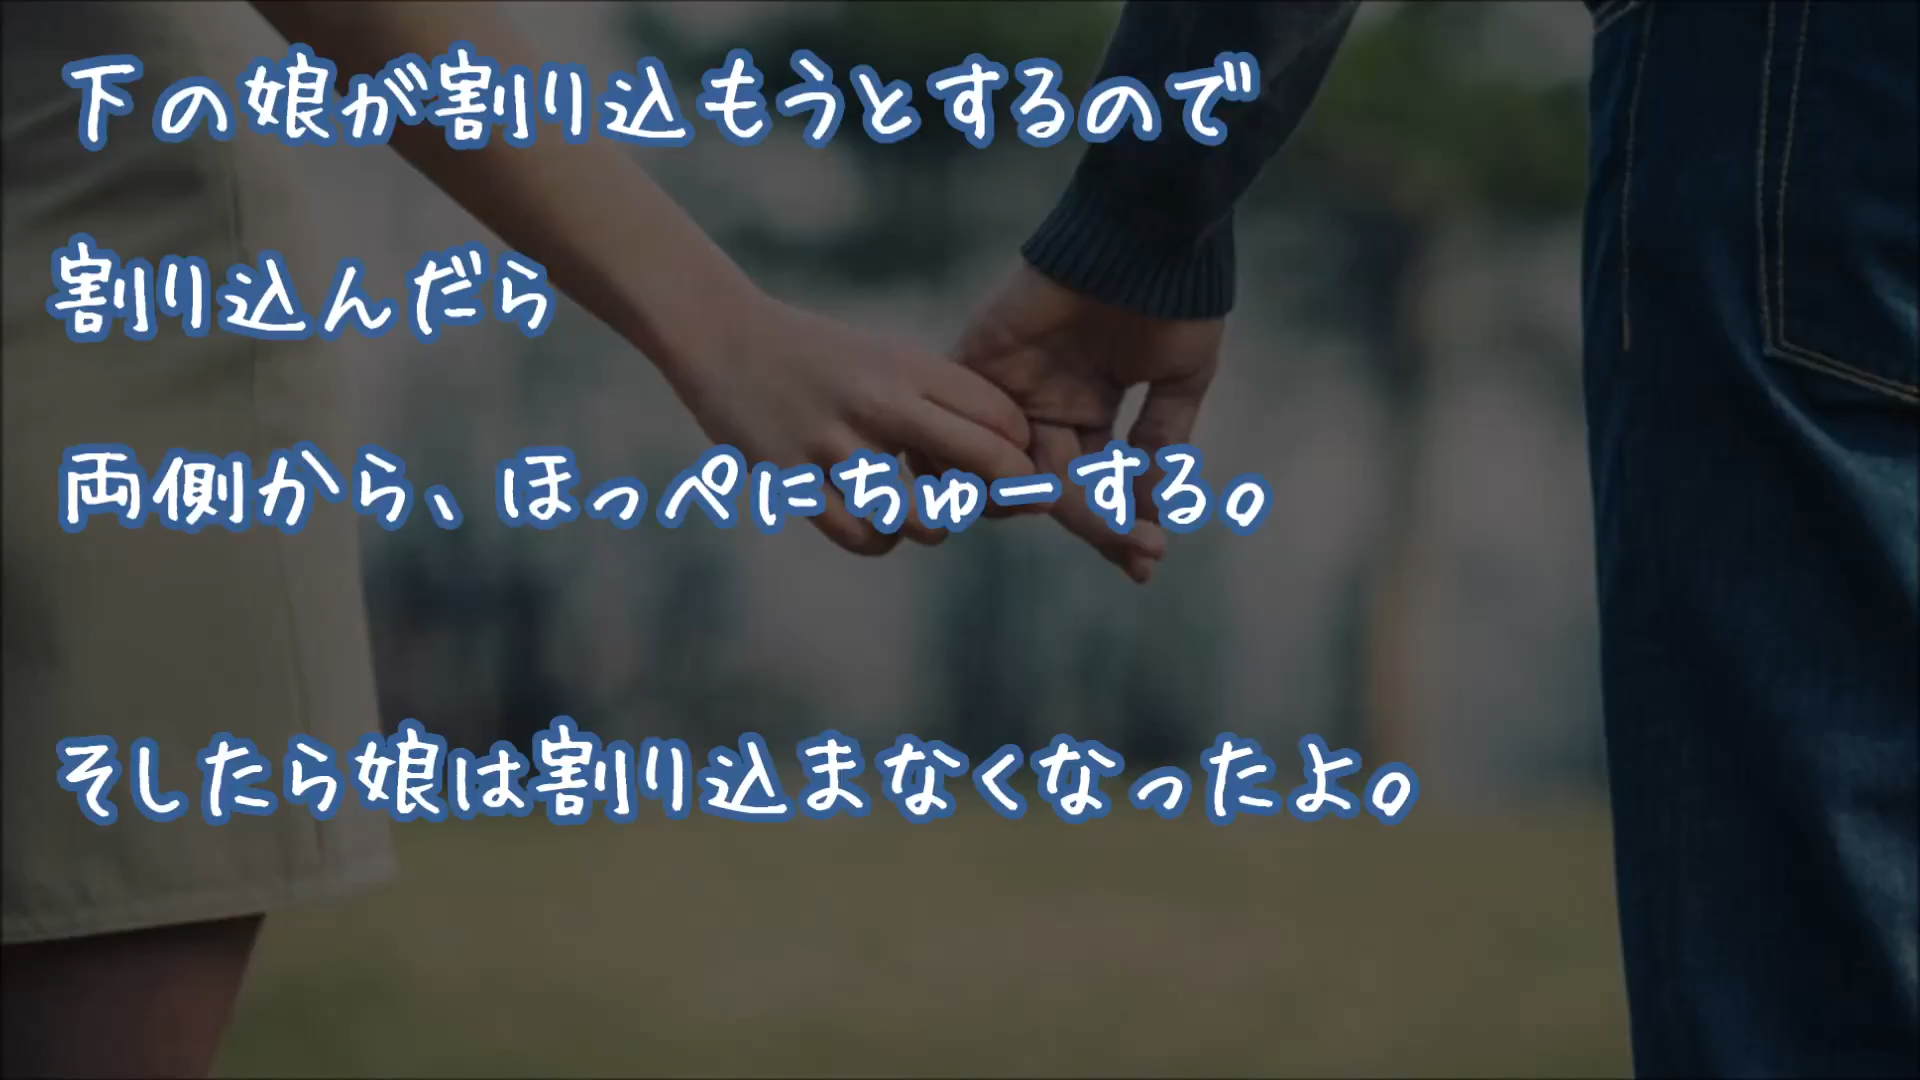 下の娘が割り込もうとするので
割り込んだら
両側から、ほっぺにちゅーする。
そしたら娘は割り込まなくなったよ。